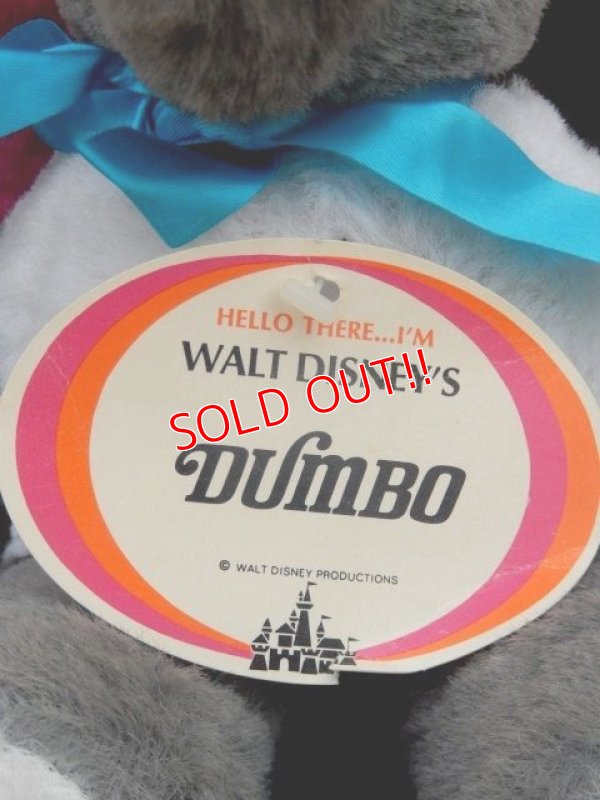 HELLO THERE...I'M
WALT DISNEY'S
SOLD OUT!!
DUMBO
© WALT DISNEY PRODUCTIONS